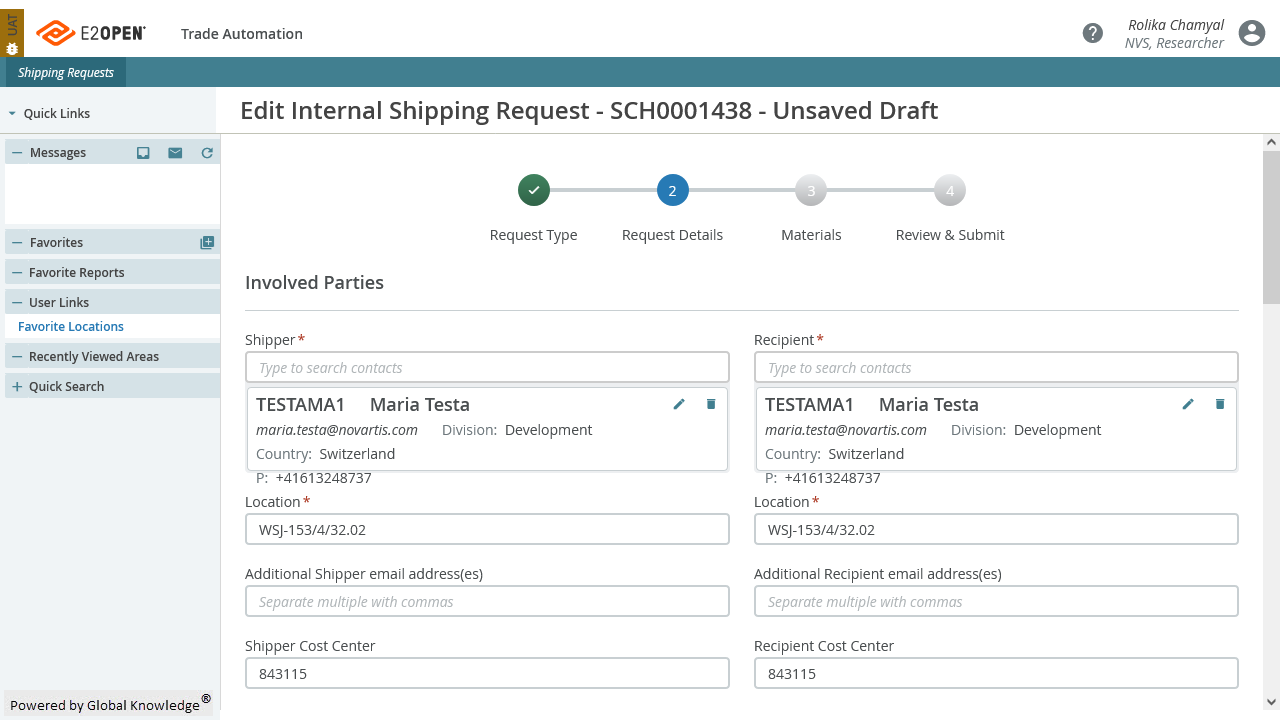 UAT
E2OPEN
Trade Automation
Rolika Chamyal
NVS, Researcher
Shipping Requests
Quick Links
Edit Internal Shipping Request - SCH0001438 - Unsaved Draft
Messages
Favorites
Favorite Reports
User Links
Favorite Locations
Recently Viewed Areas
Quick Search
2
3
4
Request Type
Request Details
Materials
Review & Submit
Involved Parties
Shipper*
Type to search contacts
TESTAMA1 Maria Testa
maria.testa@novartis.com Division: Development
Country: Switzerland
P: +41613248737
Location*
WSJ-153/4/32.02
Additional Shipper email address(es)
Separate multiple with commas
Shipper Cost Center
843115
Recipient*
Type to search contacts
TESTAMA1 Maria Testa
maria.testa@novartis.com Division: Development
Country: Switzerland
P: +41613248737
Location*
WSJ-153/4/32.02
Additional Recipient email address(es)
Separate multiple with commas
Recipient Cost Center
843115
Powered by Global Knowledge®